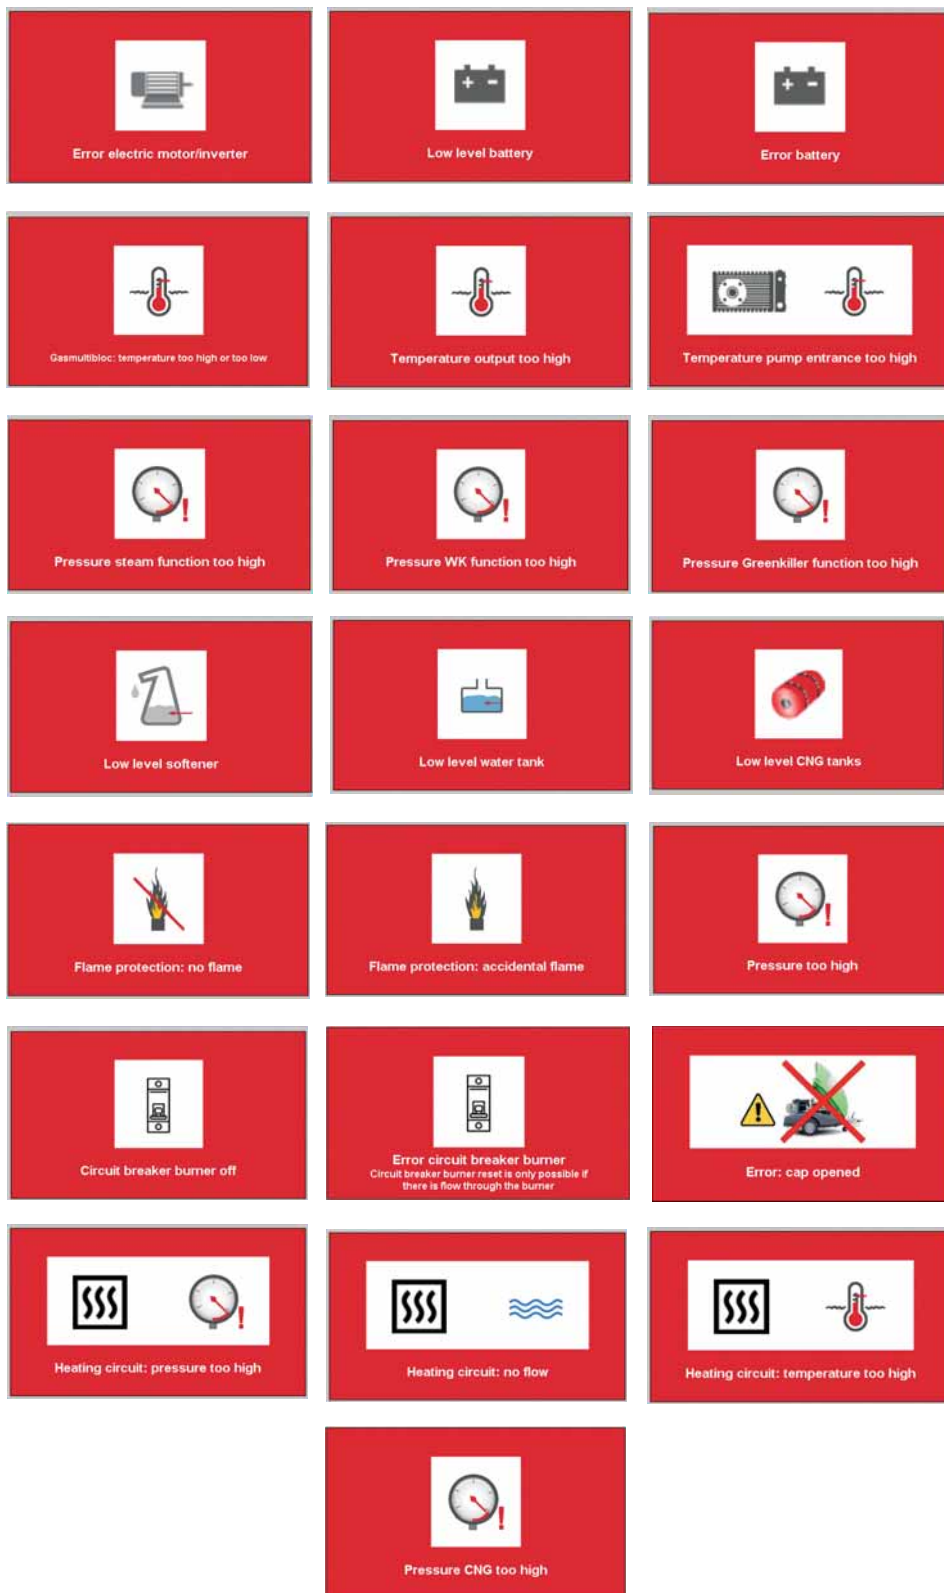 Error electric motor/inverter
Low level battery
Error battery
Gasmultibloc: temperature too high or too low
Temperature output too high
Temperature pump entrance too high
Pressure steam function too high
Pressure WK function too high
Pressure Greenkiller function too high
Low level softener
Low level water tank
Low level CNG tanks
Flame protection: no flame
Flame protection: accidental flame
Pressure too high
Circuit breaker burner off
Error circuit breaker burner
Circuit breaker burner reset is only possible if
there is flow through the burner
Error: cap opened
Heating circuit: pressure too high
Heating circuit: no flow
Heating circuit: temperature too high
Pressure CNG too high